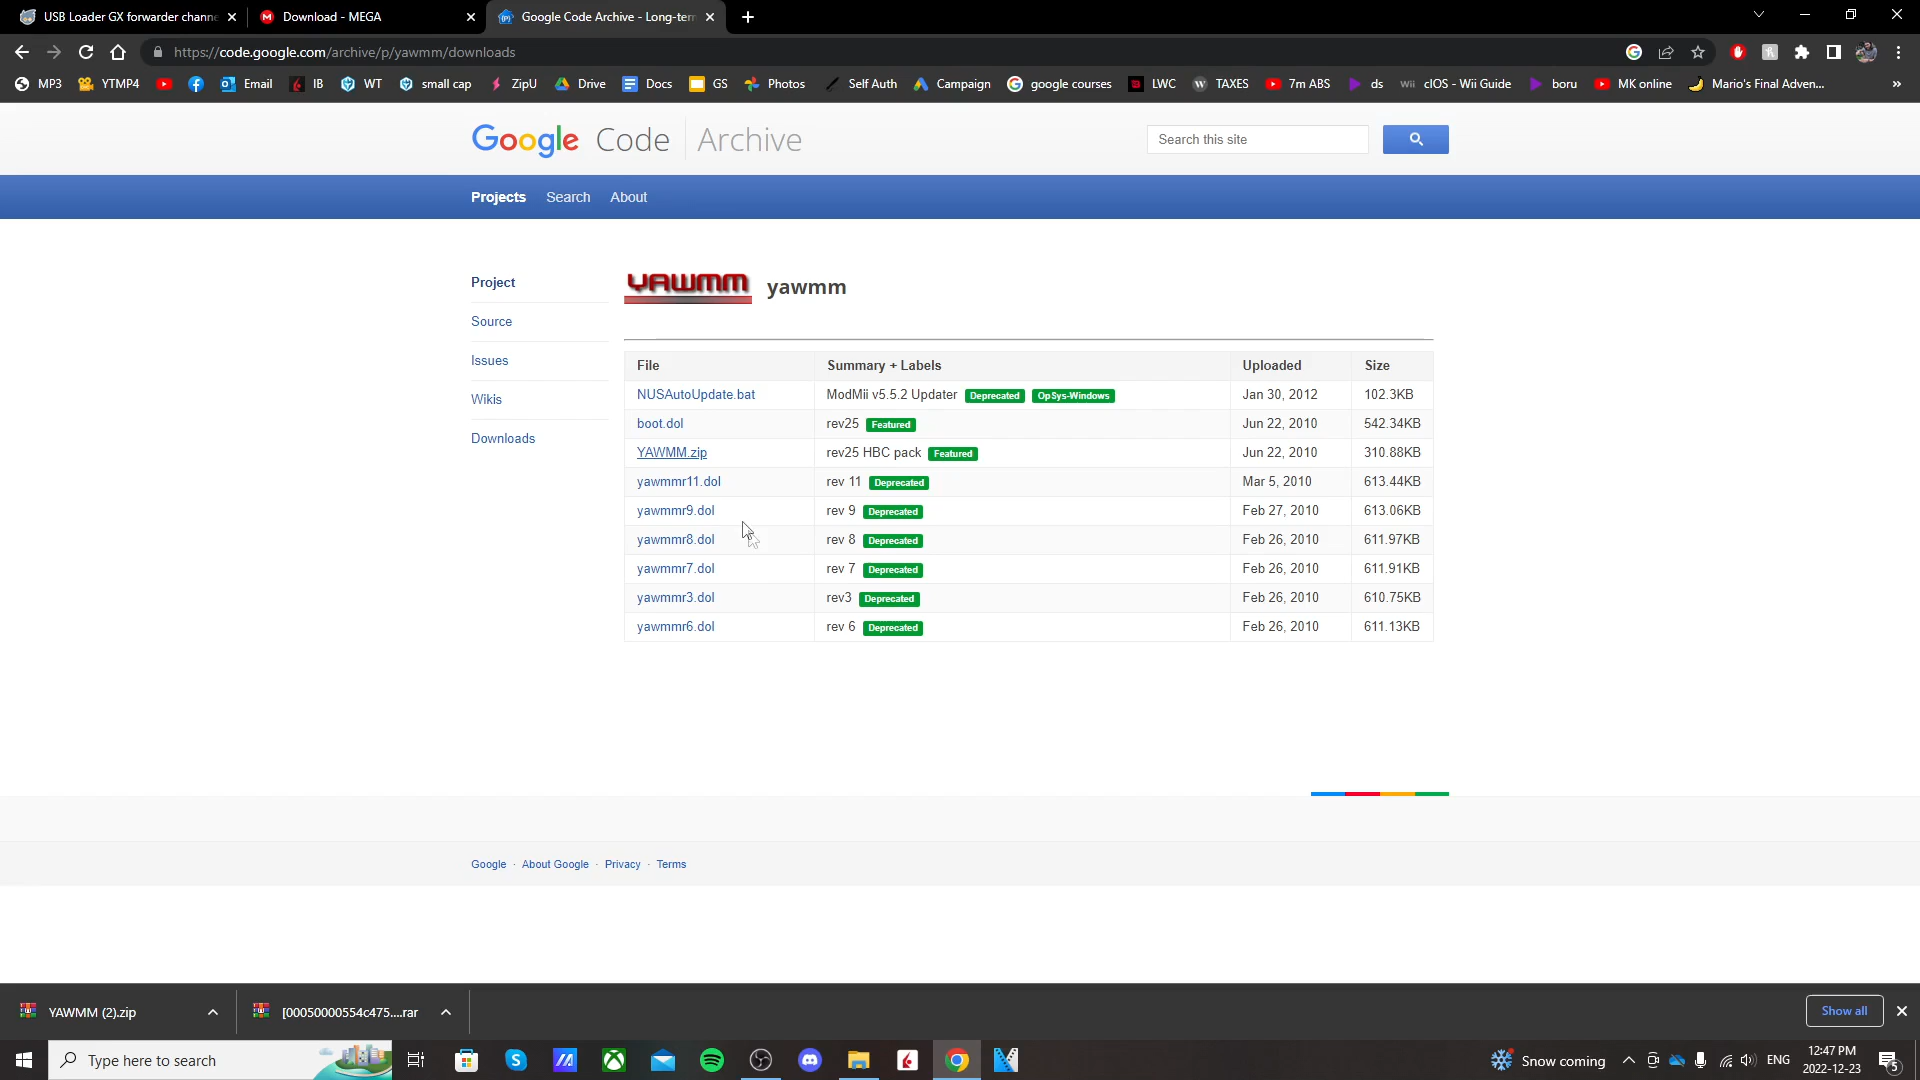 USB Loader GX forwarder channe
Download - MEGA
Google Code Archive - Long-tern
https://code.google.com/archive/p/yawmm/downloads
MP3
YTMP4
Email
IB
WT
small cap
ZipU
Drive
Docs
GS
Photos
Self Auth
Campaign
google courses
LWC
TAXES
7m ABS
ds
Wii
cIOS - Wii Guide
boru
MK online
Mario's Final Adven...
»
Google Code Archive
Search this site
Projects
Search
About
Project
Source
Issues
Wikis
Downloads
YAWMM
yawmm
File Summary + Labels Uploaded Size
NUSAutoUpdate.bat ModMii v5.5.2 Updater Deprecated OpSys-Windows Jan 30, 2012 102.3KB
boot.dol rev25 Featured Jun 22, 2010 542.34KB
YAWMM.zip rev25 HBC pack Featured Jun 22, 2010 310.88KB
yawmmr11.dol rev 11 Deprecated Mar 5, 2010 613.44KB
yawmmr9.dol rev 9 Deprecated Feb 27, 2010 613.06KB
yawmmr8.dol rev 8 Deprecated Feb 26, 2010 611.97KB
yawmmr7.dol rev 7 Deprecated Feb 26, 2010 611.91KB
yawmmr3.dol rev3 Deprecated Feb 26, 2010 610.75KB
yawmmr6.dol rev 6 Deprecated Feb 26, 2010 611.13KB
Google · About Google · Privacy · Terms
YAWMM (2).zip
[00050000554c475....rar
Show all
Type here to search
Snow coming
ENG
12:47 PM
2022-12-23
5